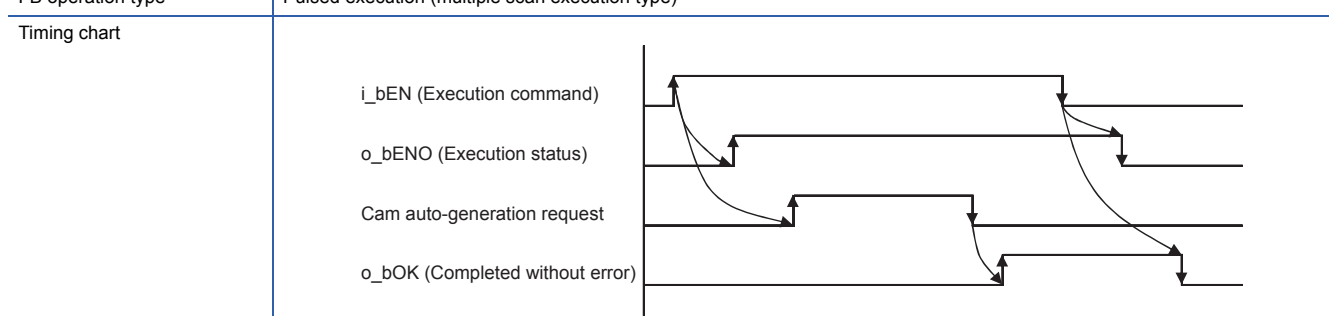 FB operation type
Pulsed execution (multiple scan execution type)
Timing chart
i_bEN (Execution command)
o_bENO (Execution status)
Cam auto-generation request
o_bOK (Completed without error)